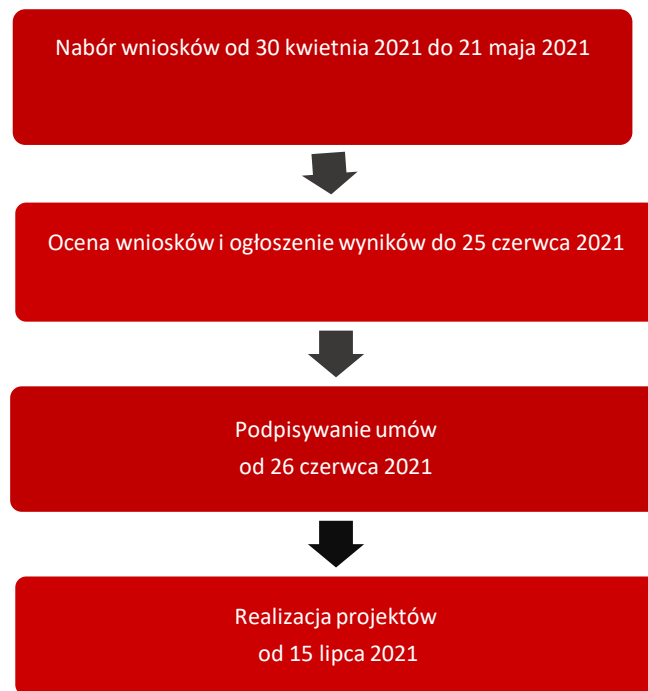 Nabór wniosków od 30 kwietnia 2021 do 21 maja 2021
Ocena wniosków i ogłoszenie wyników do 25 czerwca 2021
Podpisywanie umów
od 26 czerwca 2021
Realizacja projektów
od 15 lipca 2021